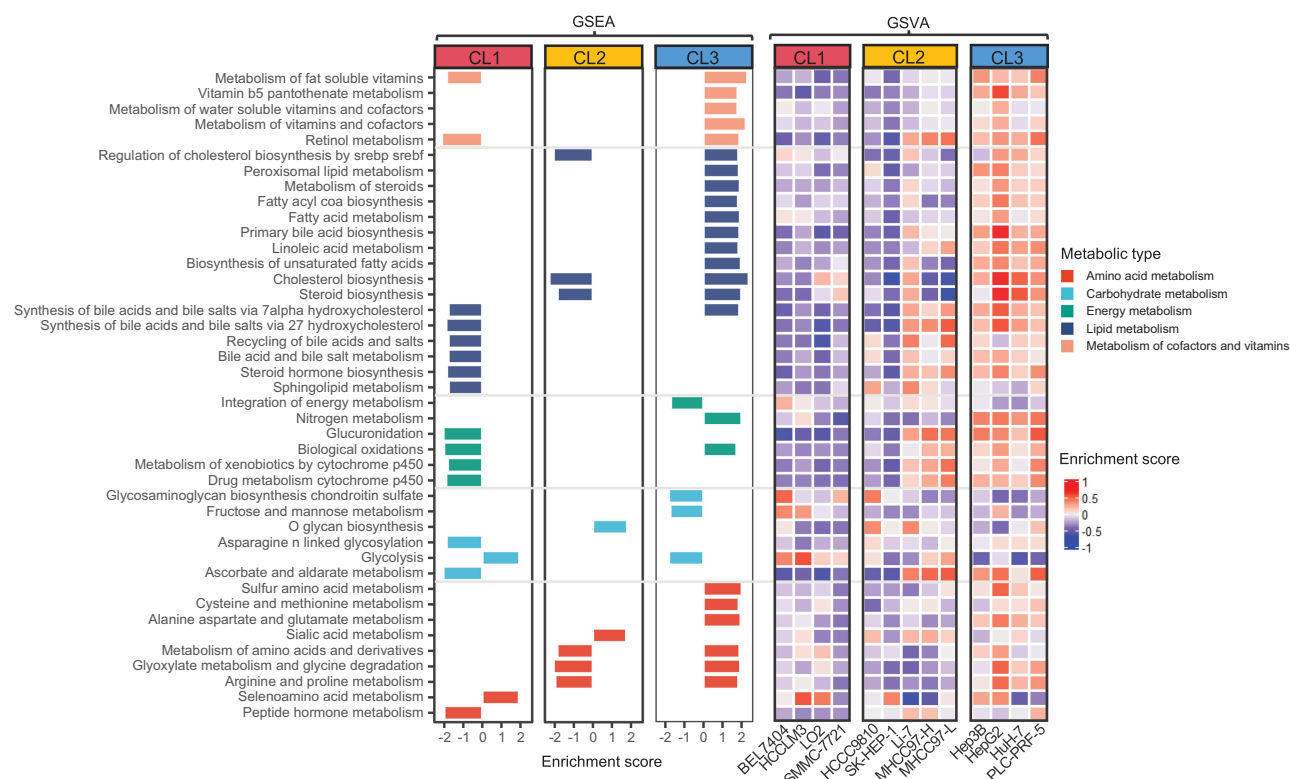 GSEA
GSVA
CL1
CL2
CL3
CL1
CL2
CL3
Metabolism of fat soluble vitamins
Vitamin b5 pantothenate metabolism
Metabolism of water soluble vitamins and cofactors
Metabolism of vitamins and cofactors
Retinol metabolism
Regulation of cholesterol biosynthesis by srebp srebf
Peroxisomal lipid metabolism
Metabolism of steroids
Fatty acyl coa biosynthesis
Fatty acid metabolism
Primary bile acid biosynthesis
Linoleic acid metabolism
Biosynthesis of unsaturated fatty acids
Cholesterol biosynthesis
Steroid biosynthesis
Synthesis of bile acids and bile salts via 7alpha hydroxycholesterol
Synthesis of bile acids and bile salts via 27 hydroxycholesterol
Recycling of bile acids and salts
Bile acid and bile salt metabolism
Steroid hormone biosynthesis
Sphingolipid metabolism
Integration of energy metabolism
Nitrogen metabolism
Glucuronidation
Biological oxidations
Metabolism of xenobiotics by cytochrome p450
Drug metabolism cytochrome p450
Glycosaminoglycan biosynthesis chondroitin sulfate
Fructose and mannose metabolism
O glycan biosynthesis
Asparagine n linked glycosylation
Glycolysis
Ascorbate and aldarate metabolism
Sulfur amino acid metabolism
Cysteine and methionine metabolism
Alanine aspartate and glutamate metabolism
Sialic acid metabolism
Metabolism of amino acids and derivatives
Glyoxylate metabolism and glycine degradation
Arginine and proline metabolism
Selenoamino acid metabolism
Peptide hormone metabolism
-2 -1 0 1 2
-2 -1 0 1 2
-2 -1 0 1 2
Enrichment score
BEL7404
HCCLM3
LO2
SMMC-7721
HCCC9810
SK-HEP-1
Li-7
MHCC97-H
MHCC97-L
Hep3B
HepG2
HuH-7
PLC-PRF-5
Metabolic type
Amino acid metabolism
Carbohydrate metabolism
Energy metabolism
Lipid metabolism
Metabolism of cofactors and vitamins
Enrichment score
1
0.5
0
-0.5
-1